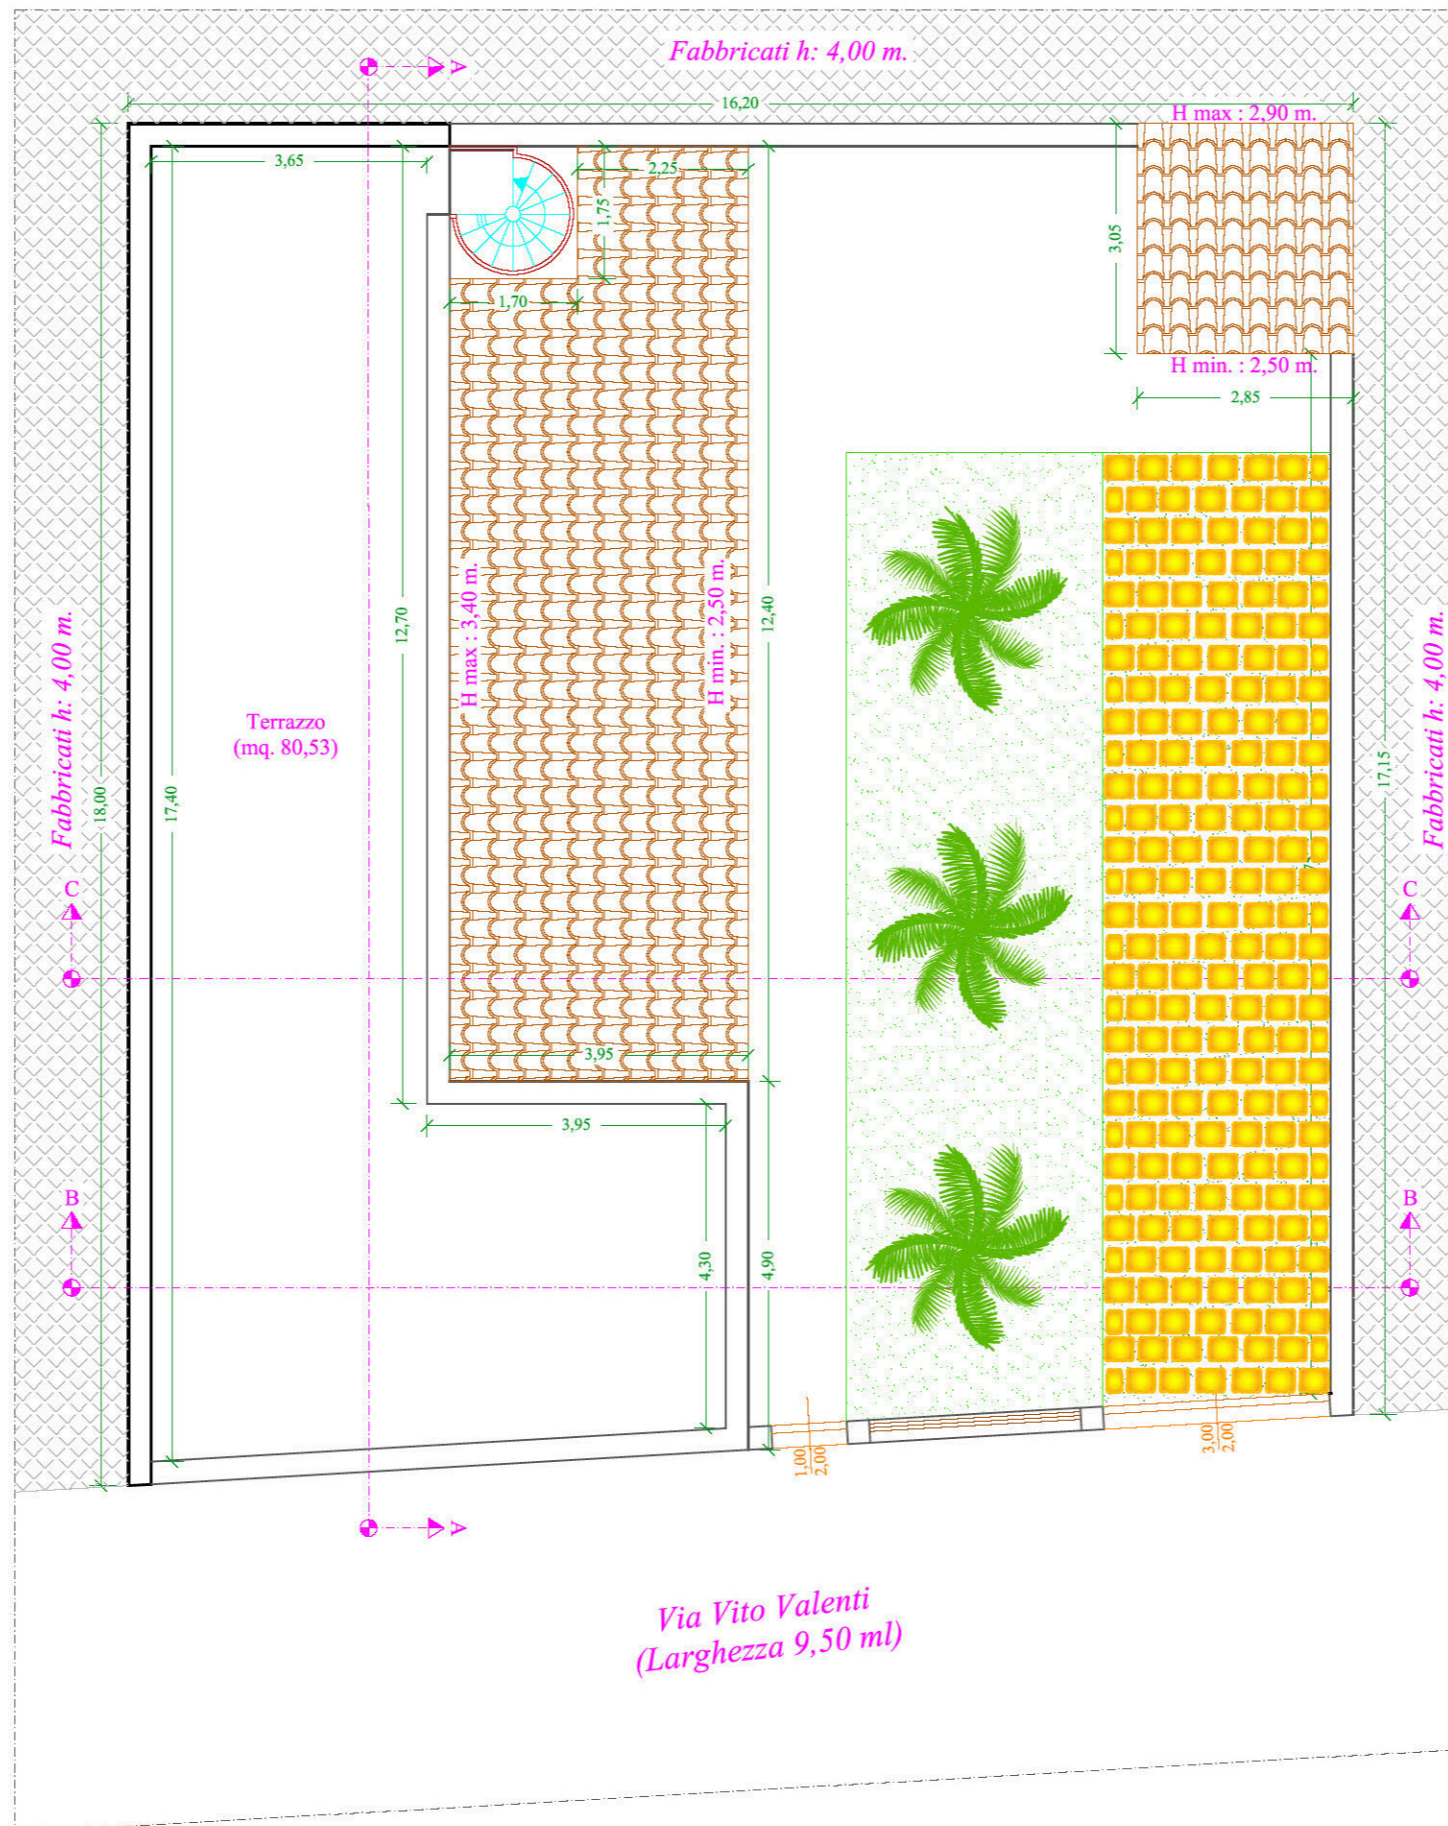 Fabbricati h: 4,00 m.
A
16,20
H max : 2,90 m.
3,65
2,25
1,75
3,05
1,70
H min. : 2,50 m.
2,85
H max : 3,40 m.
H min. : 2,50 m.
12,70
12,40
Fabbricati h: 4,00 m.
Fabbricati h: 4,00 m.
Terrazzo
(mq. 80,53)
18,00
17,40
17,15
C
C
3,95
3,95
B
B
4,30
4,90
1,00
2,00
3,00
2,00
A
Via Vito Valenti
(Larghezza 9,50 ml)